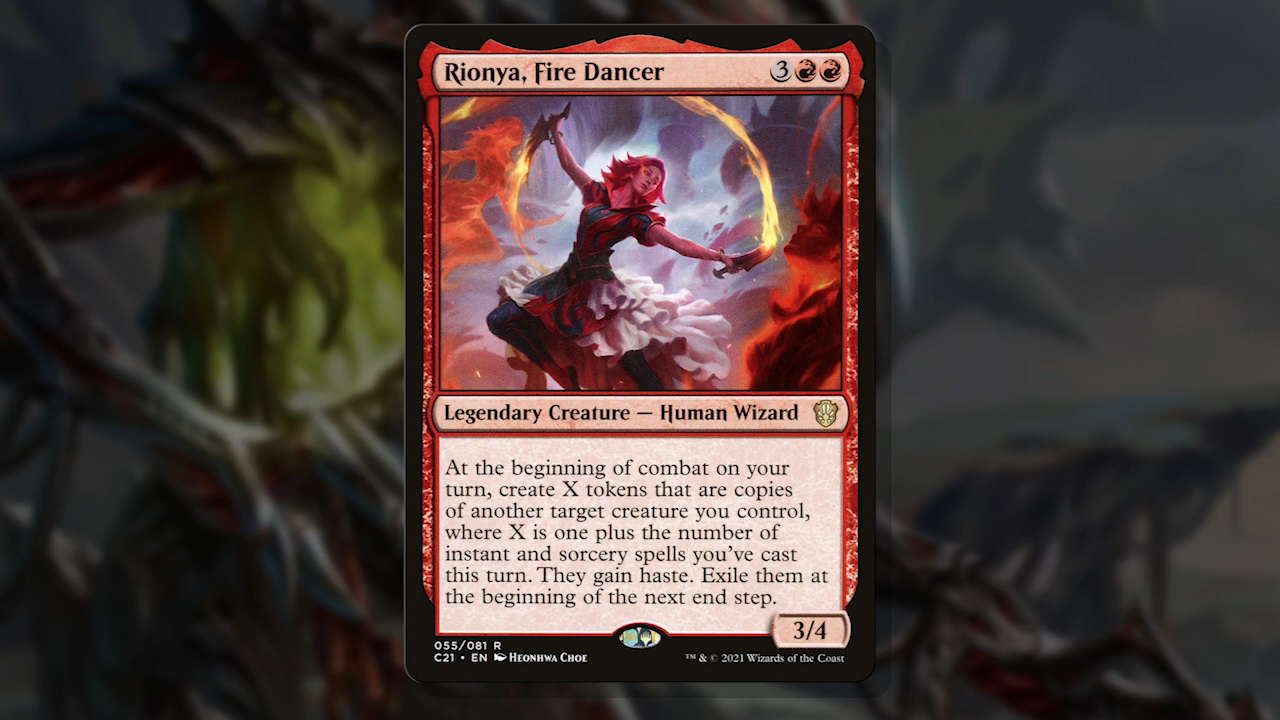 Rionya, Fire Dancer 3
Legendary Creature — Human Wizard
At the beginning of combat on your
turn, create X tokens that are copies
of another target creature you control,
where X is one plus the number of
instant and sorcery spells you've cast
this turn. They gain haste. Exile them at
the beginning of the next end step.
3/4
055/081 R
C21 • EN Heonhwa Choe
™ & © 2021 Wizards of the Coast